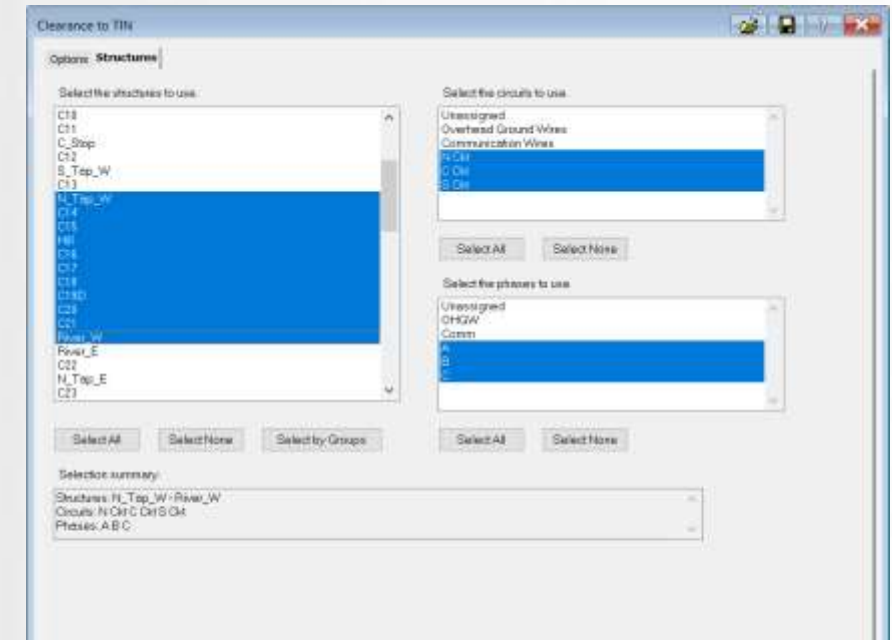 Clearance to TIN
Options Structures
Select the structures to use
C10
C11
C_Stop
C12
S_Tap_W
C13
N_Tap_W
C14
C15
Hill
C16
C17
C18
C19D
C20
C21
River_W
River_E
C22
N_Tap_E
C23
Select All Select None Select by Groups
Select the circuits to use
Unassigned
Overhead Ground Wires
Communication Wires
N Ckt
C Ckt
S Ckt
Select All Select None
Select the phases to use
Unassigned
OHGW
Comm
A
B
C
Select All Select None
Selection summary
Structures: N_Tap_W - River_W
Circuits: N Ckt C Ckt S Ckt
Phases: A B C